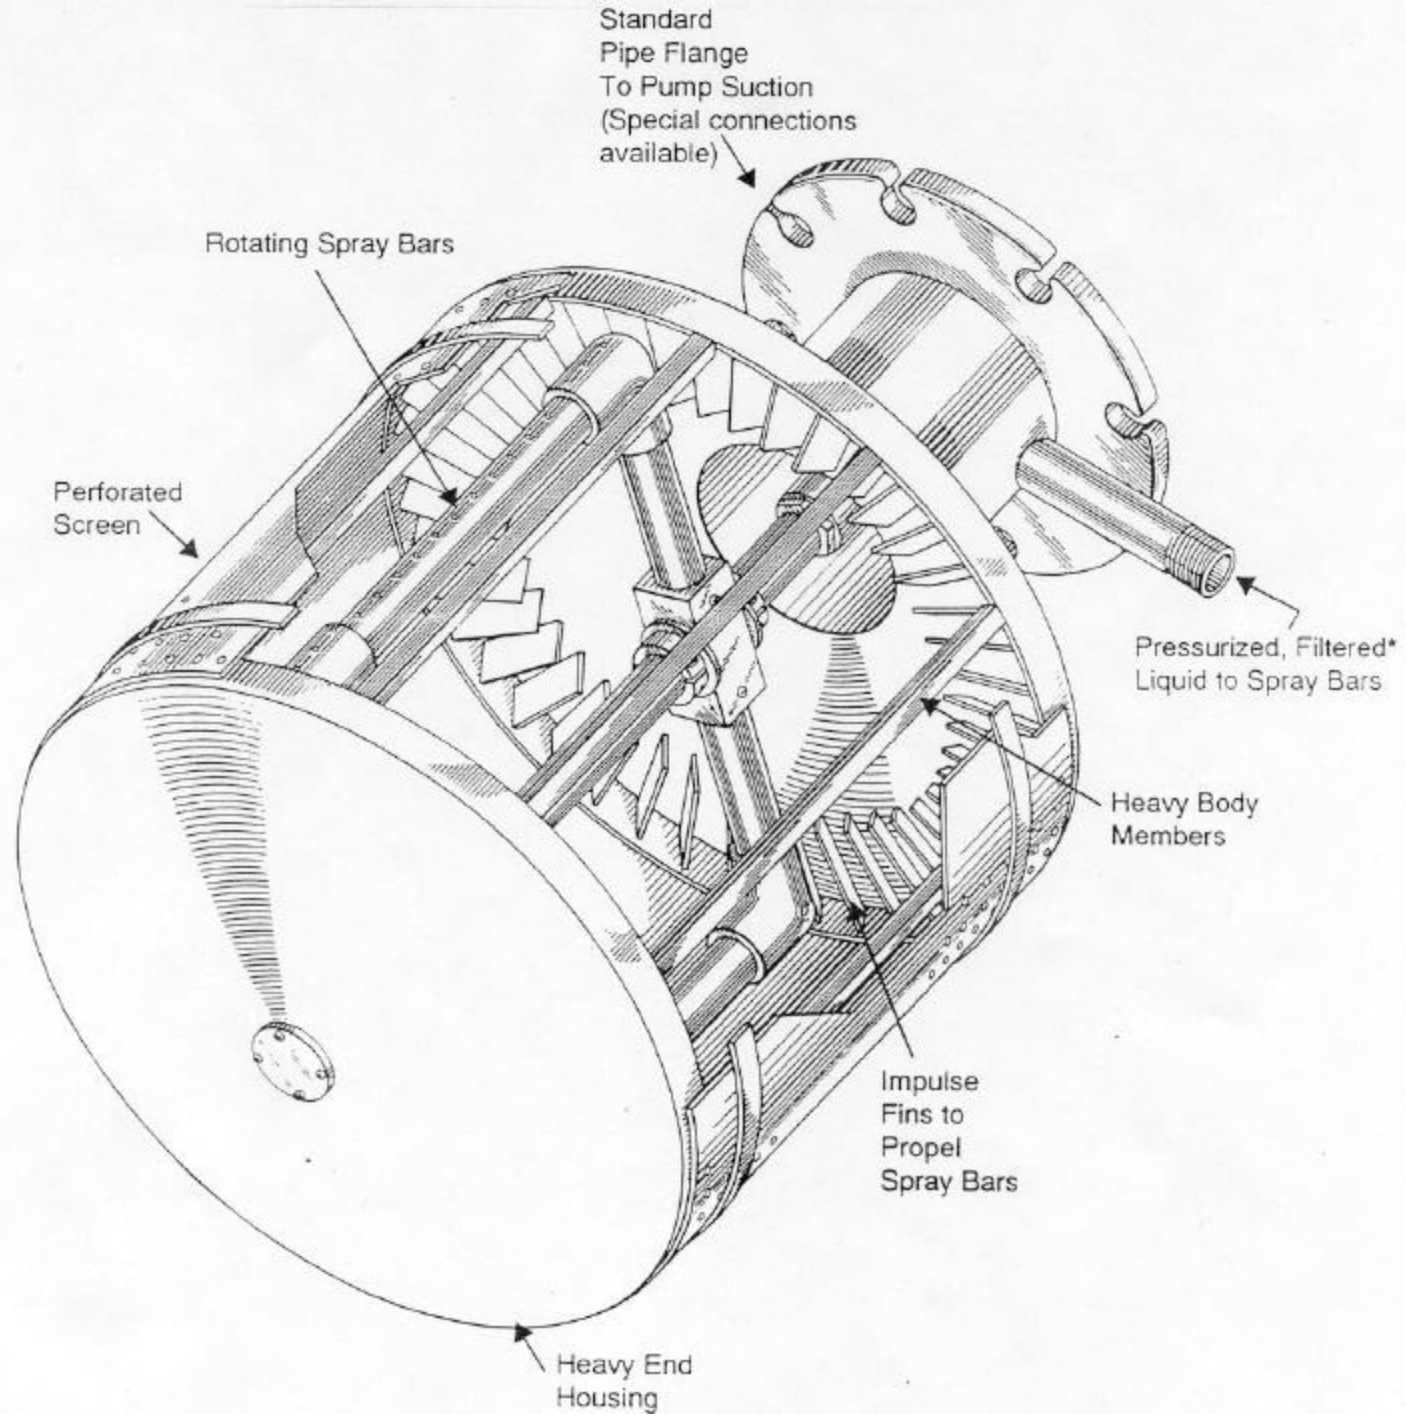 Standard
Pipe Flange
To Pump Suction
(Special connections
available)
Rotating Spray Bars
Perforated
Screen
Pressurized, Filtered*
Liquid to Spray Bars
Heavy Body
Members
Impulse
Fins to
Propel
Spray Bars
Heavy End
Housing